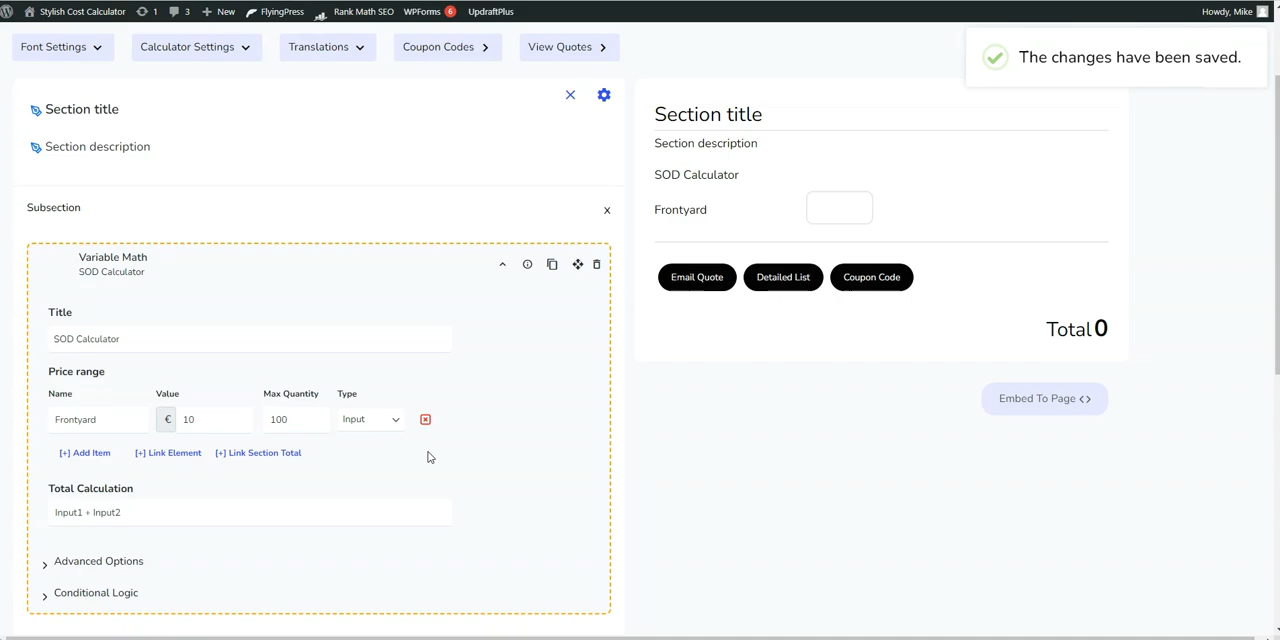 Stylish Cost Calculator 1 3 New FlyingPress Rank Math SEO WPForms 6 UpdraftPlus Howdy, Mike
Font Settings Calculator Settings Translations Coupon Codes View Quotes
The changes have been saved.
Section title
Section description
Subsection x
Variable Math
SOD Calculator
Title
SOD Calculator
Price range
Name Value Max Quantity Type
Frontyard € 10 100 Input
[+] Add Item [+] Link Element [+] Link Section Total
Total Calculation
Input1 + Input2
Advanced Options
Conditional Logic
Section title
Section description
SOD Calculator
Frontyard
Email Quote Detailed List Coupon Code
Total 0
Embed To Page <>